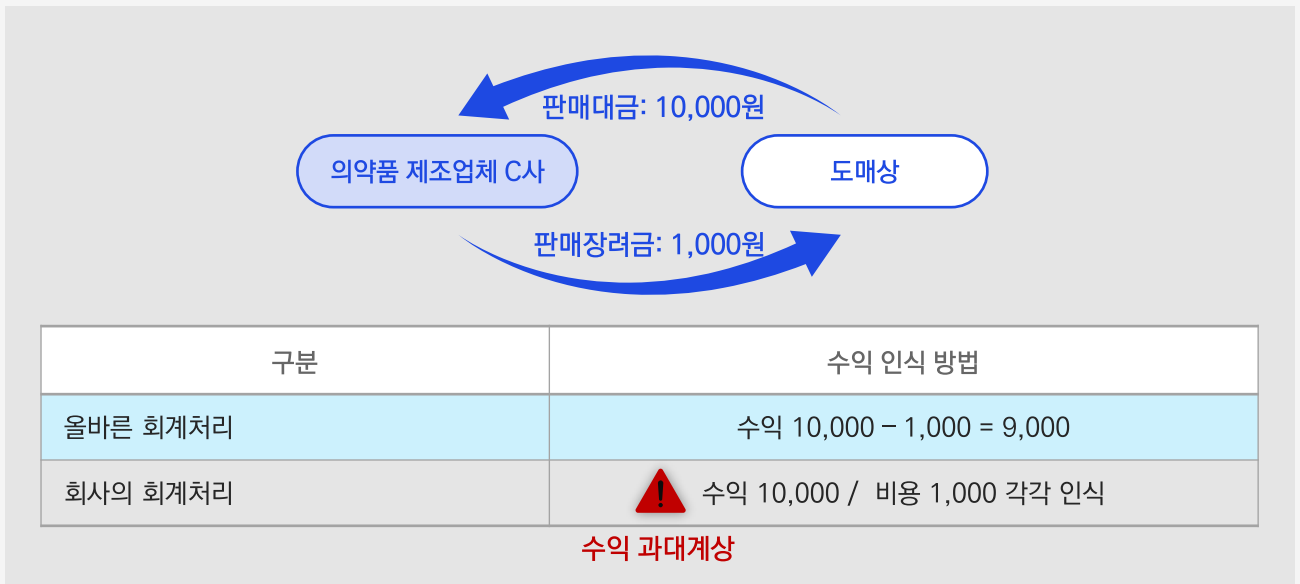 판매대금: 10,000원
의약품 제조업체 C사
도매상
판매장려금: 1,000원
구분
수익 인식 방법
올바른 회계처리
수익 10,000 – 1,000 = 9,000
회사의 회계처리
수익 10,000 / 비용 1,000 각각 인식
수익 과대계상